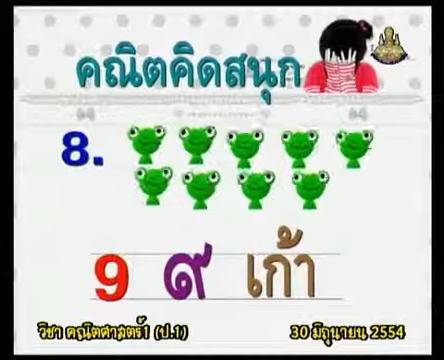 คณิตคิดสนุก
8.
9 ๙ เก้า
วิชา คณิตศาสตร์1 (ป.1) 30 มิถุนายน 2554